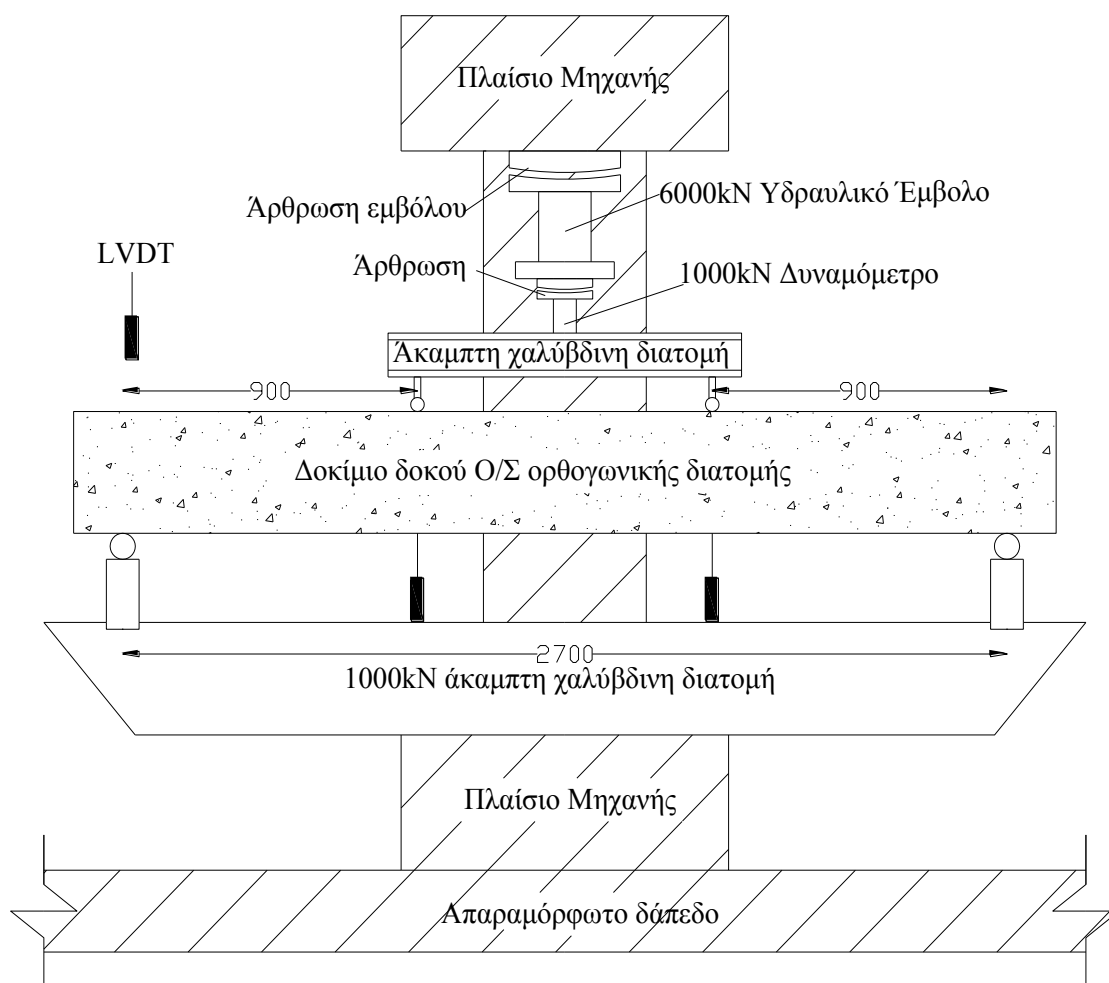 Πλαίσιο Μηχανής
Άρθρωση εμβόλου
6000kN Υδραυλικό Έμβολο
LVDT
Άρθρωση
1000kN Δυναμόμετρο
Άκαμπτη χαλύβδινη διατομή
900
900
Δοκίμιο δοκού Ο/Σ ορθογωνικής διατομής
2700
1000kN άκαμπτη χαλύβδινη διατομή
Πλαίσιο Μηχανής
Απαραμόρφωτο δάπεδο